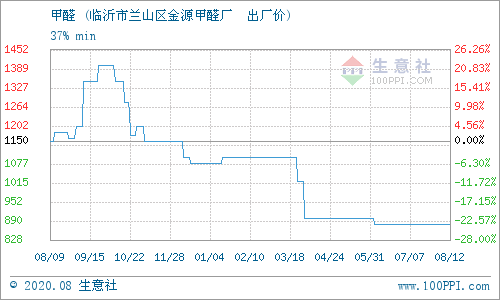 甲醛 (临沂市兰山区金源甲醛厂 出厂价)
37% min
1452 26.26%
1389 20.83%
1327 15.41%
1264 9.98%
1202 4.56%
1150 0.00%
1077 -6.30%
1015 -11.72%
953 -17.15%
890 -22.57%
828 -28.00%
生意社
100PPI.COM
08/09 09/15 10/22 11/28 01/04 02/10 03/18 04/24 05/31 07/07 08/12
© 2020.08 生意社 www.100PPI.com